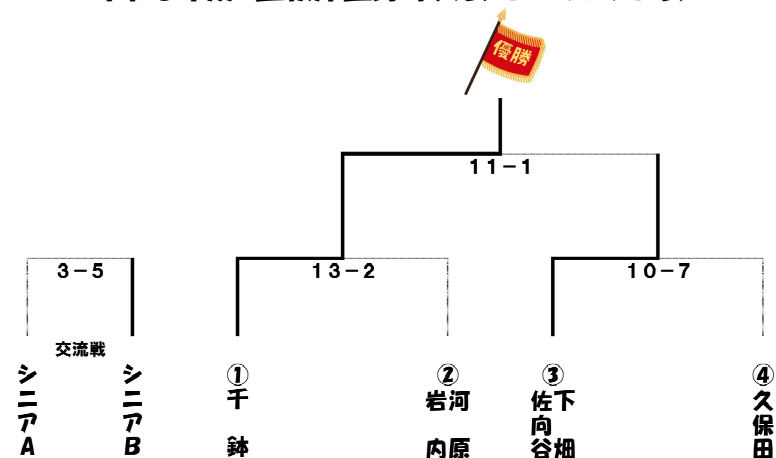 優勝
11-1
3-5
13-2
10-7
交流戦
シニアA
シニアB
①
千鉢
②
河原
岩内
③
下畑
佐向谷
④
久保田